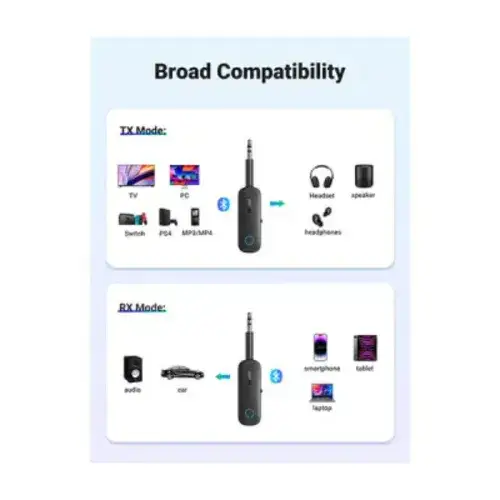 Broad Compatibility
TX Mode:
TV
PC
Headset
speaker
Switch
PS4
MP3/MP4
headphones
RX Mode:
smartphone
tablet
audio
car
laptop